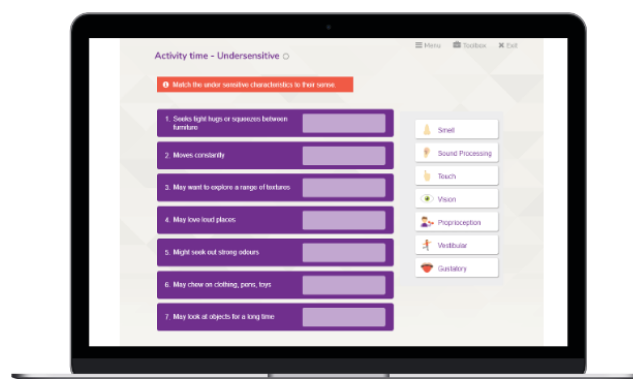 Menu Toolbox Exit
Activity time - Undersensitive
Match the under sensitive characteristics to their sense.
1. Seeks tight hugs or squeezes between
furniture
2. Moves constantly
3. May want to explore a range of textures
4. May love loud places
5. Might seek out strong odours
6. May chew on clothing, pens, toys
7. May look at objects for a long time
Smell
Sound Processing
Touch
Vision
Proprioception
Vestibular
Gustatory